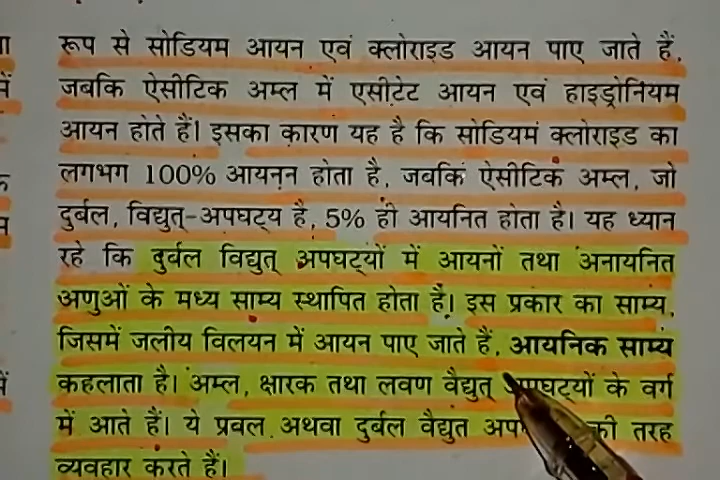 रूप से सोडियम आयन एवं क्लोराइड आयन पाए जाते हैं,
जबकि ऐसीटिक अम्ल में एसीटेट आयन एवं हाइड्रोनियम
आयन होते हैं। इसका कारण यह है कि सोडियम क्लोराइड का
लगभग 100% आयनन होता है, जबकि ऐसीटिक अम्ल, जो
दुर्बल, विद्युत्-अपघट्य है, 5% ही आयनित होता है। यह ध्यान
रहे कि दुर्बल विद्युत् अपघट्यों में आयनों तथा अनायनित
अणुओं के मध्य साम्य स्थापित होता है। इस प्रकार का साम्य,
जिसमें जलीय विलयन में आयन पाए जाते हैं, आयनिक साम्य
कहलाता है। अम्ल, क्षारक तथा लवण वैद्युत् अपघट्यों के वर्ग
में आते हैं। ये प्रबल अथवा दुर्बल वैद्युत की तरह
व्यवहार करते हैं।